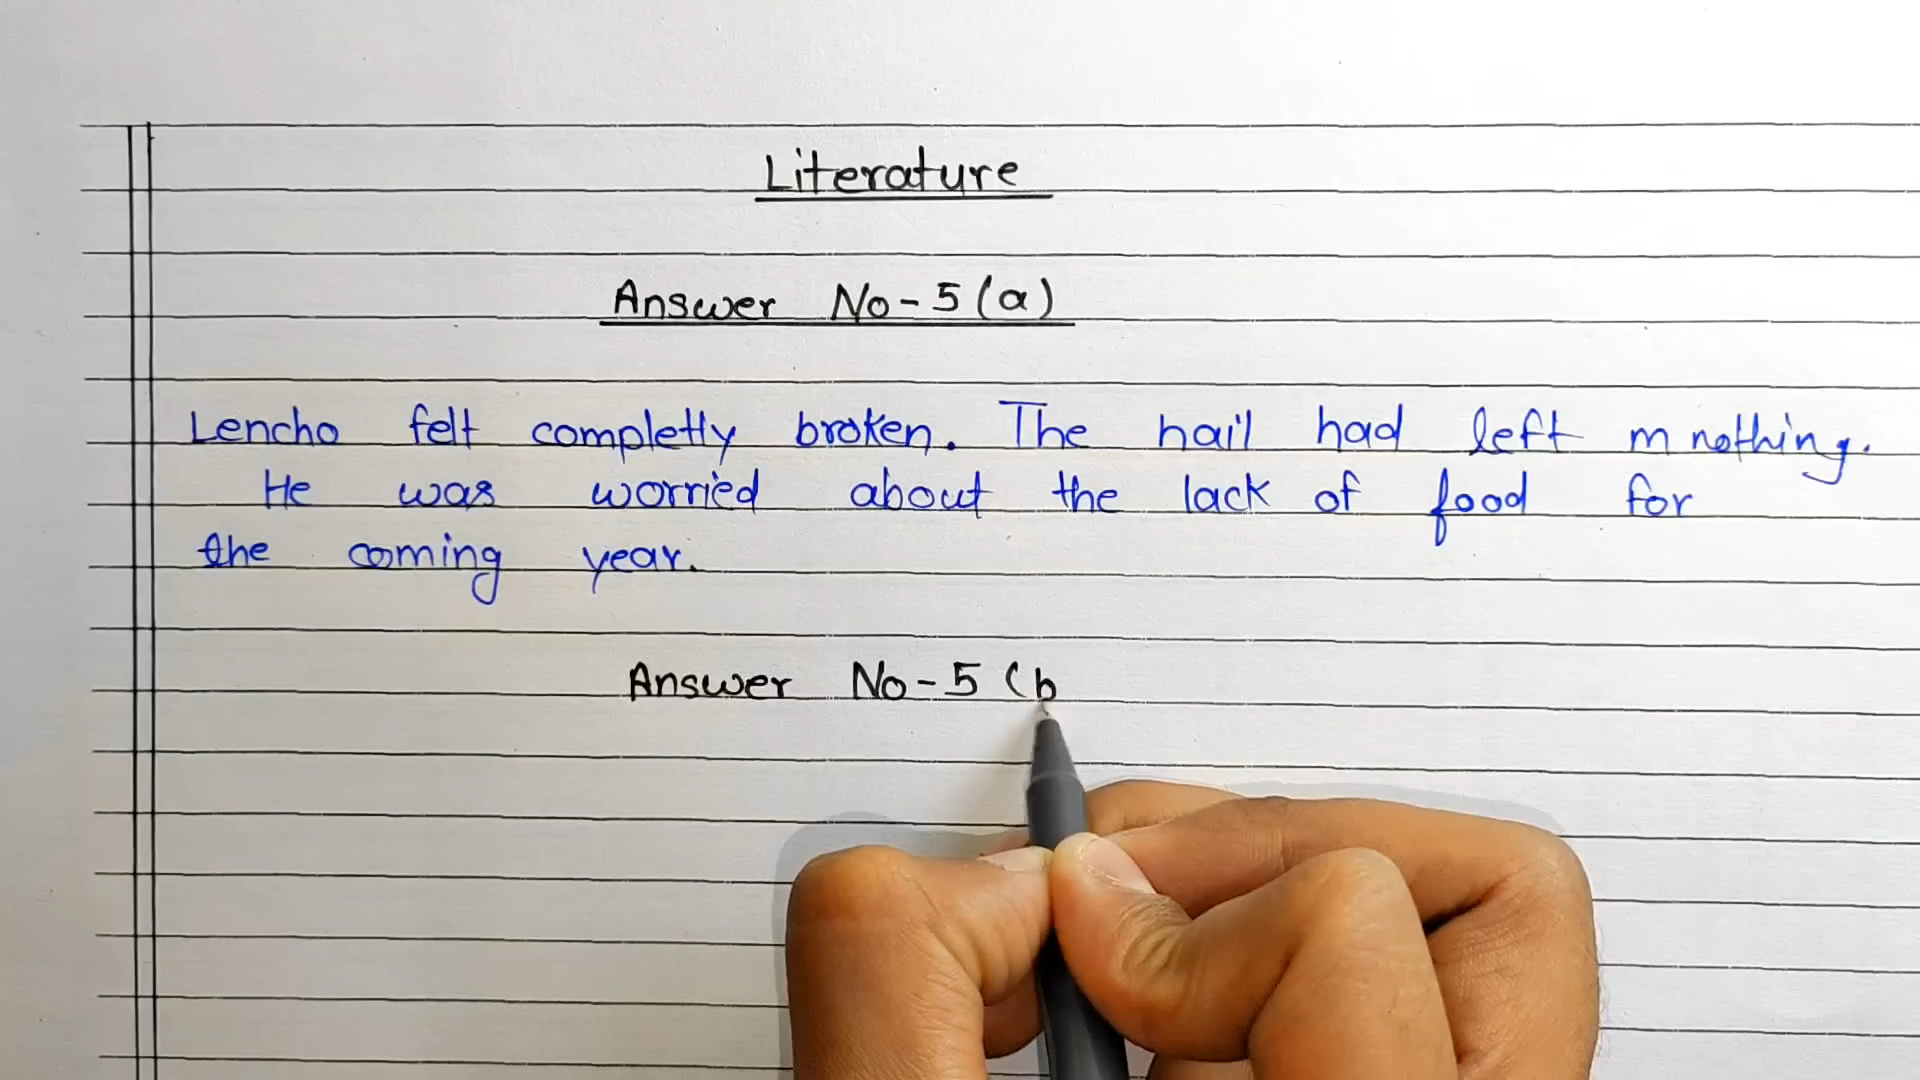 Literature
Answer No-5(a)
Lencho felt completly broken. The hail had left m nothing.
He was worried about the lack of food for
the coming year.
Answer No-5 (b